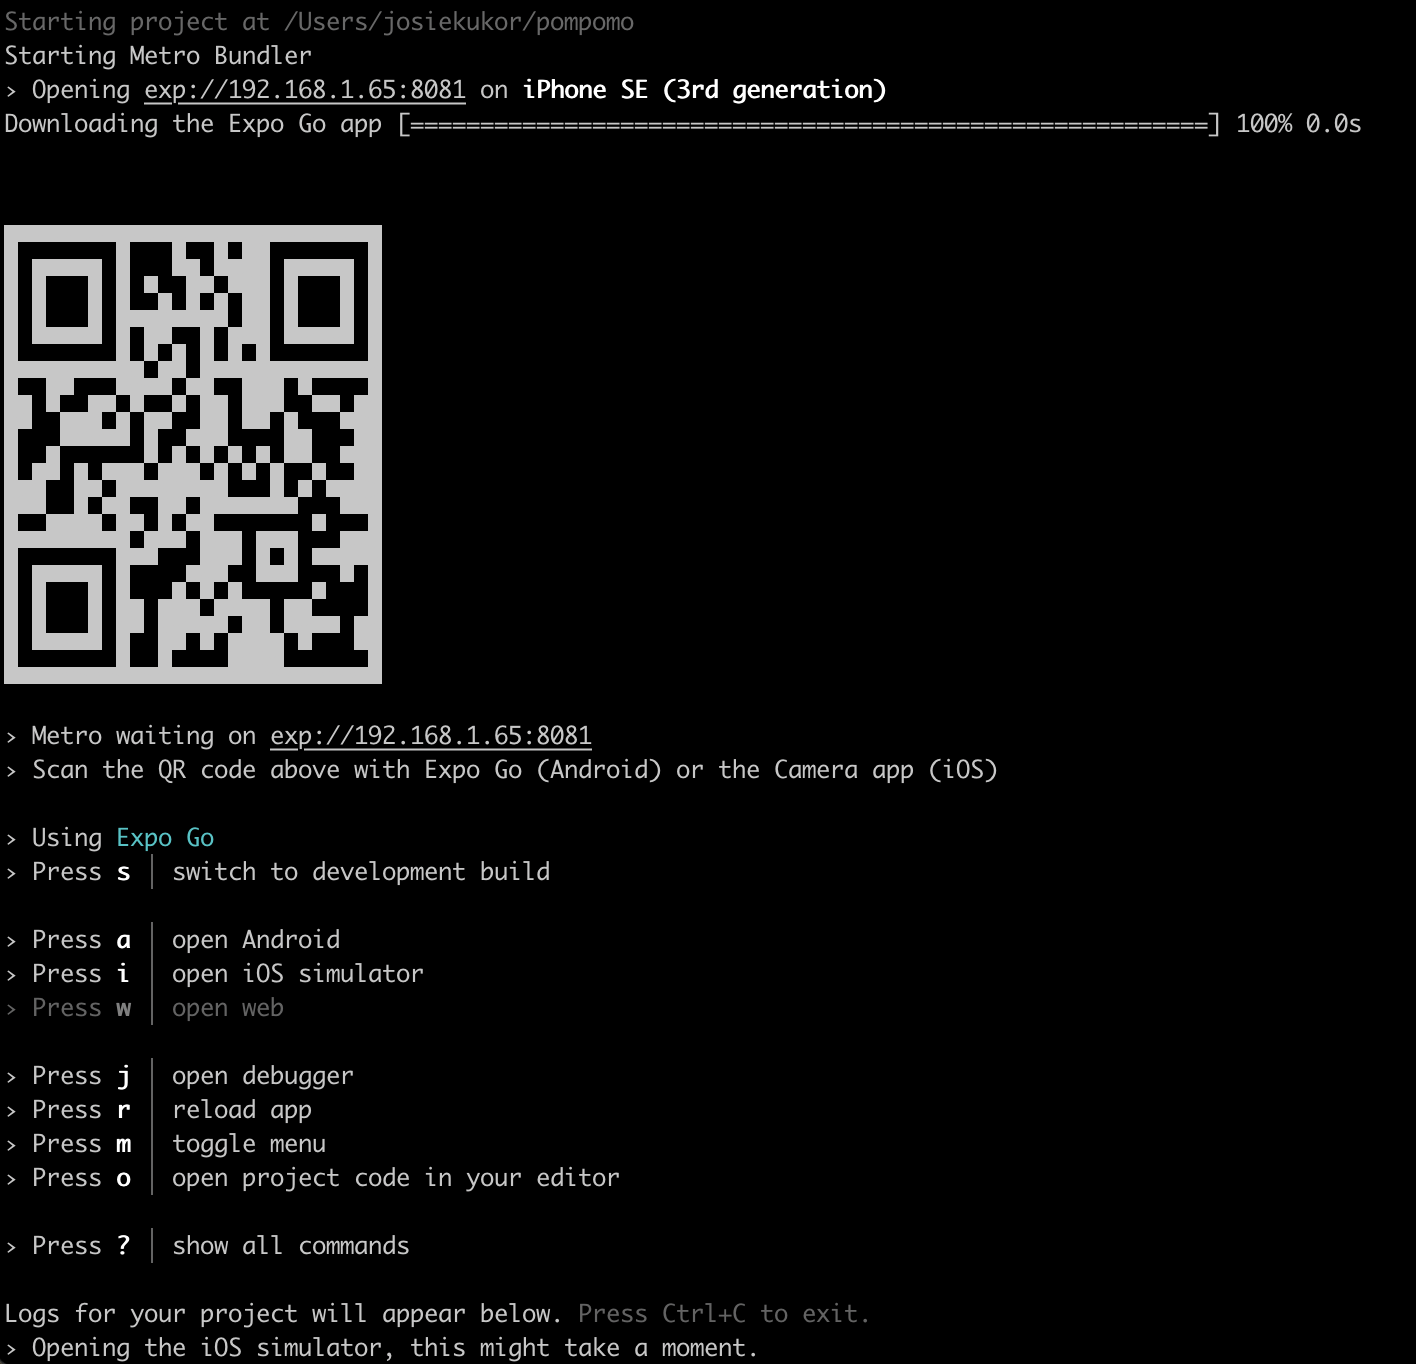 Starting project at /Users/josiekukor/pompomo
Starting Metro Bundler
› Opening exp://192.168.1.65:8081 on iPhone SE (3rd generation)
Downloading the Expo Go app [=========================================================] 100% 0.0s
› Metro waiting on exp://192.168.1.65:8081
› Scan the QR code above with Expo Go (Android) or the Camera app (iOS)
› Using Expo Go
› Press s │ switch to development build
› Press a │ open Android
› Press i │ open iOS simulator
› Press w │ open web
› Press j │ open debugger
› Press r │ reload app
› Press m │ toggle menu
› Press o │ open project code in your editor
› Press ? │ show all commands
Logs for your project will appear below. Press Ctrl+C to exit.
› Opening the iOS simulator, this might take a moment.